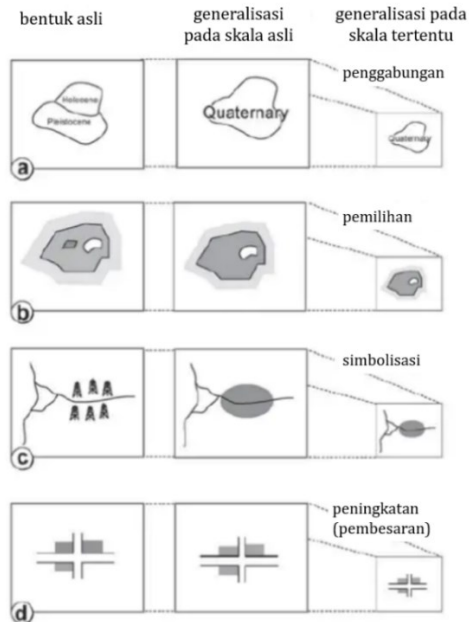 bentuk asli
generalisasi
pada skala asli
generalisasi pada
skala tertentu
penggabungan
Holocene
Pleistocene
Quaternary
Quaternary
a
pemilihan
b
simbolisasi
c
peningkatan
(pembesaran)
d